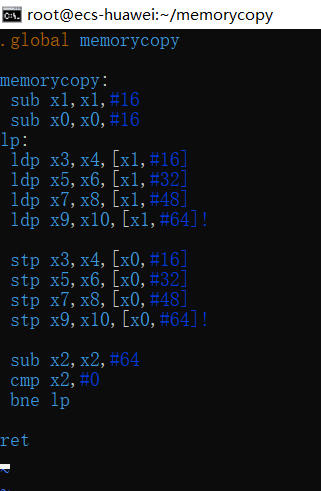 root@ecs-huawei:~/memorycopy
.global memorycopy
memorycopy:
sub x1,x1,#16
sub x0,x0,#16
lp:
ldp x3,x4,[x1,#16]
ldp x5,x6,[x1,#32]
ldp x7,x8,[x1,#48]
ldp x9,x10,[x1,#64]!
stp x3,x4,[x0,#16]
stp x5,x6,[x0,#32]
stp x7,x8,[x0,#48]
stp x9,x10,[x0,#64]!
sub x2,x2,#64
cmp x2,#0
bne lp
ret
~
~